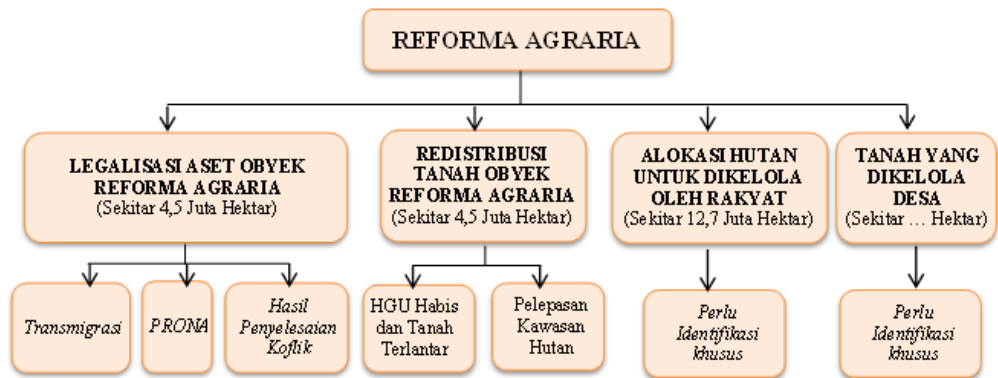 REFORMA AGRARIA
LEGALISASI ASET OBYEK
REFORMA AGRARIA
(Sekitar 4,5 Juta Hektar)
REDISTRIBUSI
TANAH OBYEK
REFORMA AGRARIA
(Sekitar 4,5 Juta Hektar)
ALOKASI HUTAN
UNTUK DIKELOLA
OLEH RAKYAT
(Sekitar 12,7 Juta Hektar)
TANAH YANG
DIKELOLA
DESA
(Sekitar … Hektar)
Transmigrasi
PRONA
Hasil
Penyelesaian
Koflik
HGU Habis
dan Tanah
Terlantar
Pelepasan
Kawasan
Hutan
Perlu
Identifikasi
khusus
Perlu
Identifikasi
khusus